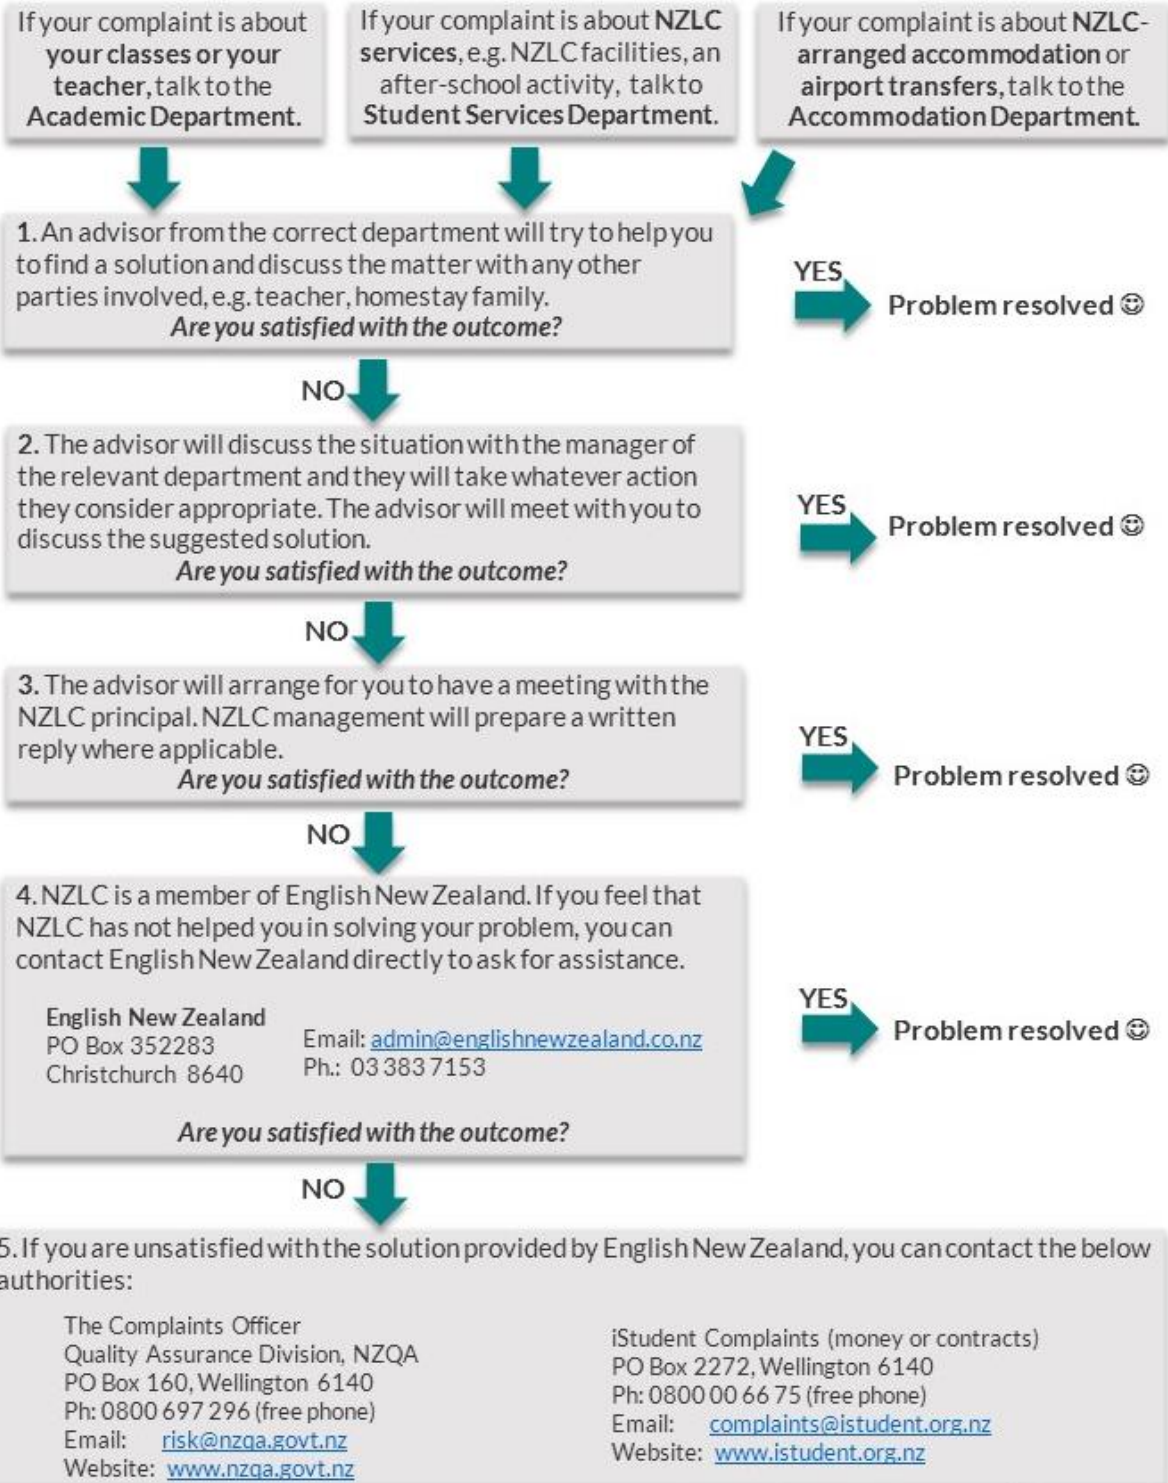 If your complaint is about
your classes or your
teacher, talk to the
Academic Department.
If your complaint is about NZLC
services, e.g. NZLC facilities, an
after-school activity, talk to
Student Services Department.
If your complaint is about NZLC-
arranged accommodation or
airport transfers, talk to the
Accommodation Department.
1. An advisor from the correct department will try to help you
to find a solution and discuss the matter with any other
parties involved, e.g. teacher, homestay family.
Are you satisfied with the outcome?
YES
Problem resolved ☺
NO
2. The advisor will discuss the situation with the manager of
the relevant department and they will take whatever action
they consider appropriate. The advisor will meet with you to
discuss the suggested solution.
Are you satisfied with the outcome?
YES
Problem resolved ☺
NO
3. The advisor will arrange for you to have a meeting with the
NZLC principal. NZLC management will prepare a written
reply where applicable.
Are you satisfied with the outcome?
YES
Problem resolved ☺
NO
4. NZLC is a member of English New Zealand. If you feel that
NZLC has not helped you in solving your problem, you can
contact English New Zealand directly to ask for assistance.
English New Zealand
PO Box 352283
Christchurch 8640
Email: admin@englishnewzealand.co.nz
Ph.: 03 383 7153
Are you satisfied with the outcome?
YES
Problem resolved ☺
NO
5. If you are unsatisfied with the solution provided by English New Zealand, you can contact the below
authorities:
The Complaints Officer
Quality Assurance Division, NZQA
PO Box 160, Wellington 6140
Ph: 0800 697 296 (free phone)
Email: risk@nzqa.govt.nz
Website: www.nzqa.govt.nz
iStudent Complaints (money or contracts)
PO Box 2272, Wellington 6140
Ph: 0800 00 66 75 (free phone)
Email: complaints@istudent.org.nz
Website: www.istudent.org.nz